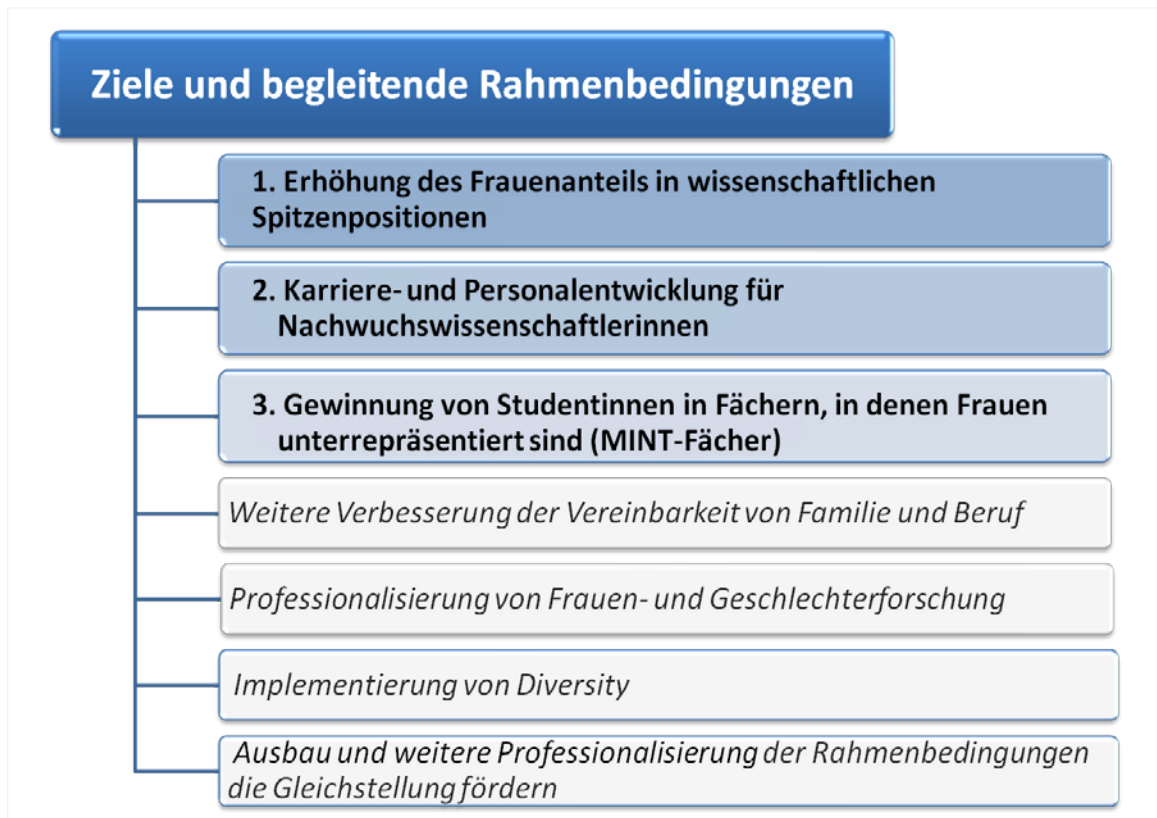 Ziele und begleitende Rahmenbedingungen
1. Erhöhung des Frauenanteils in wissenschaftlichen
Spitzenpositionen
2. Karriere- und Personalentwicklung für
Nachwuchswissenschaftlerinnen
3. Gewinnung von Studentinnen in Fächern, in denen Frauen
unterrepräsentiert sind (MINT-Fächer)
Weitere Verbesserung der Vereinbarkeit von Familie und Beruf
Professionalisierung von Frauen- und Geschlechterforschung
Implementierung von Diversity
Ausbau und weitere Professionalisierung der Rahmenbedingungen
die Gleichstellung fördern